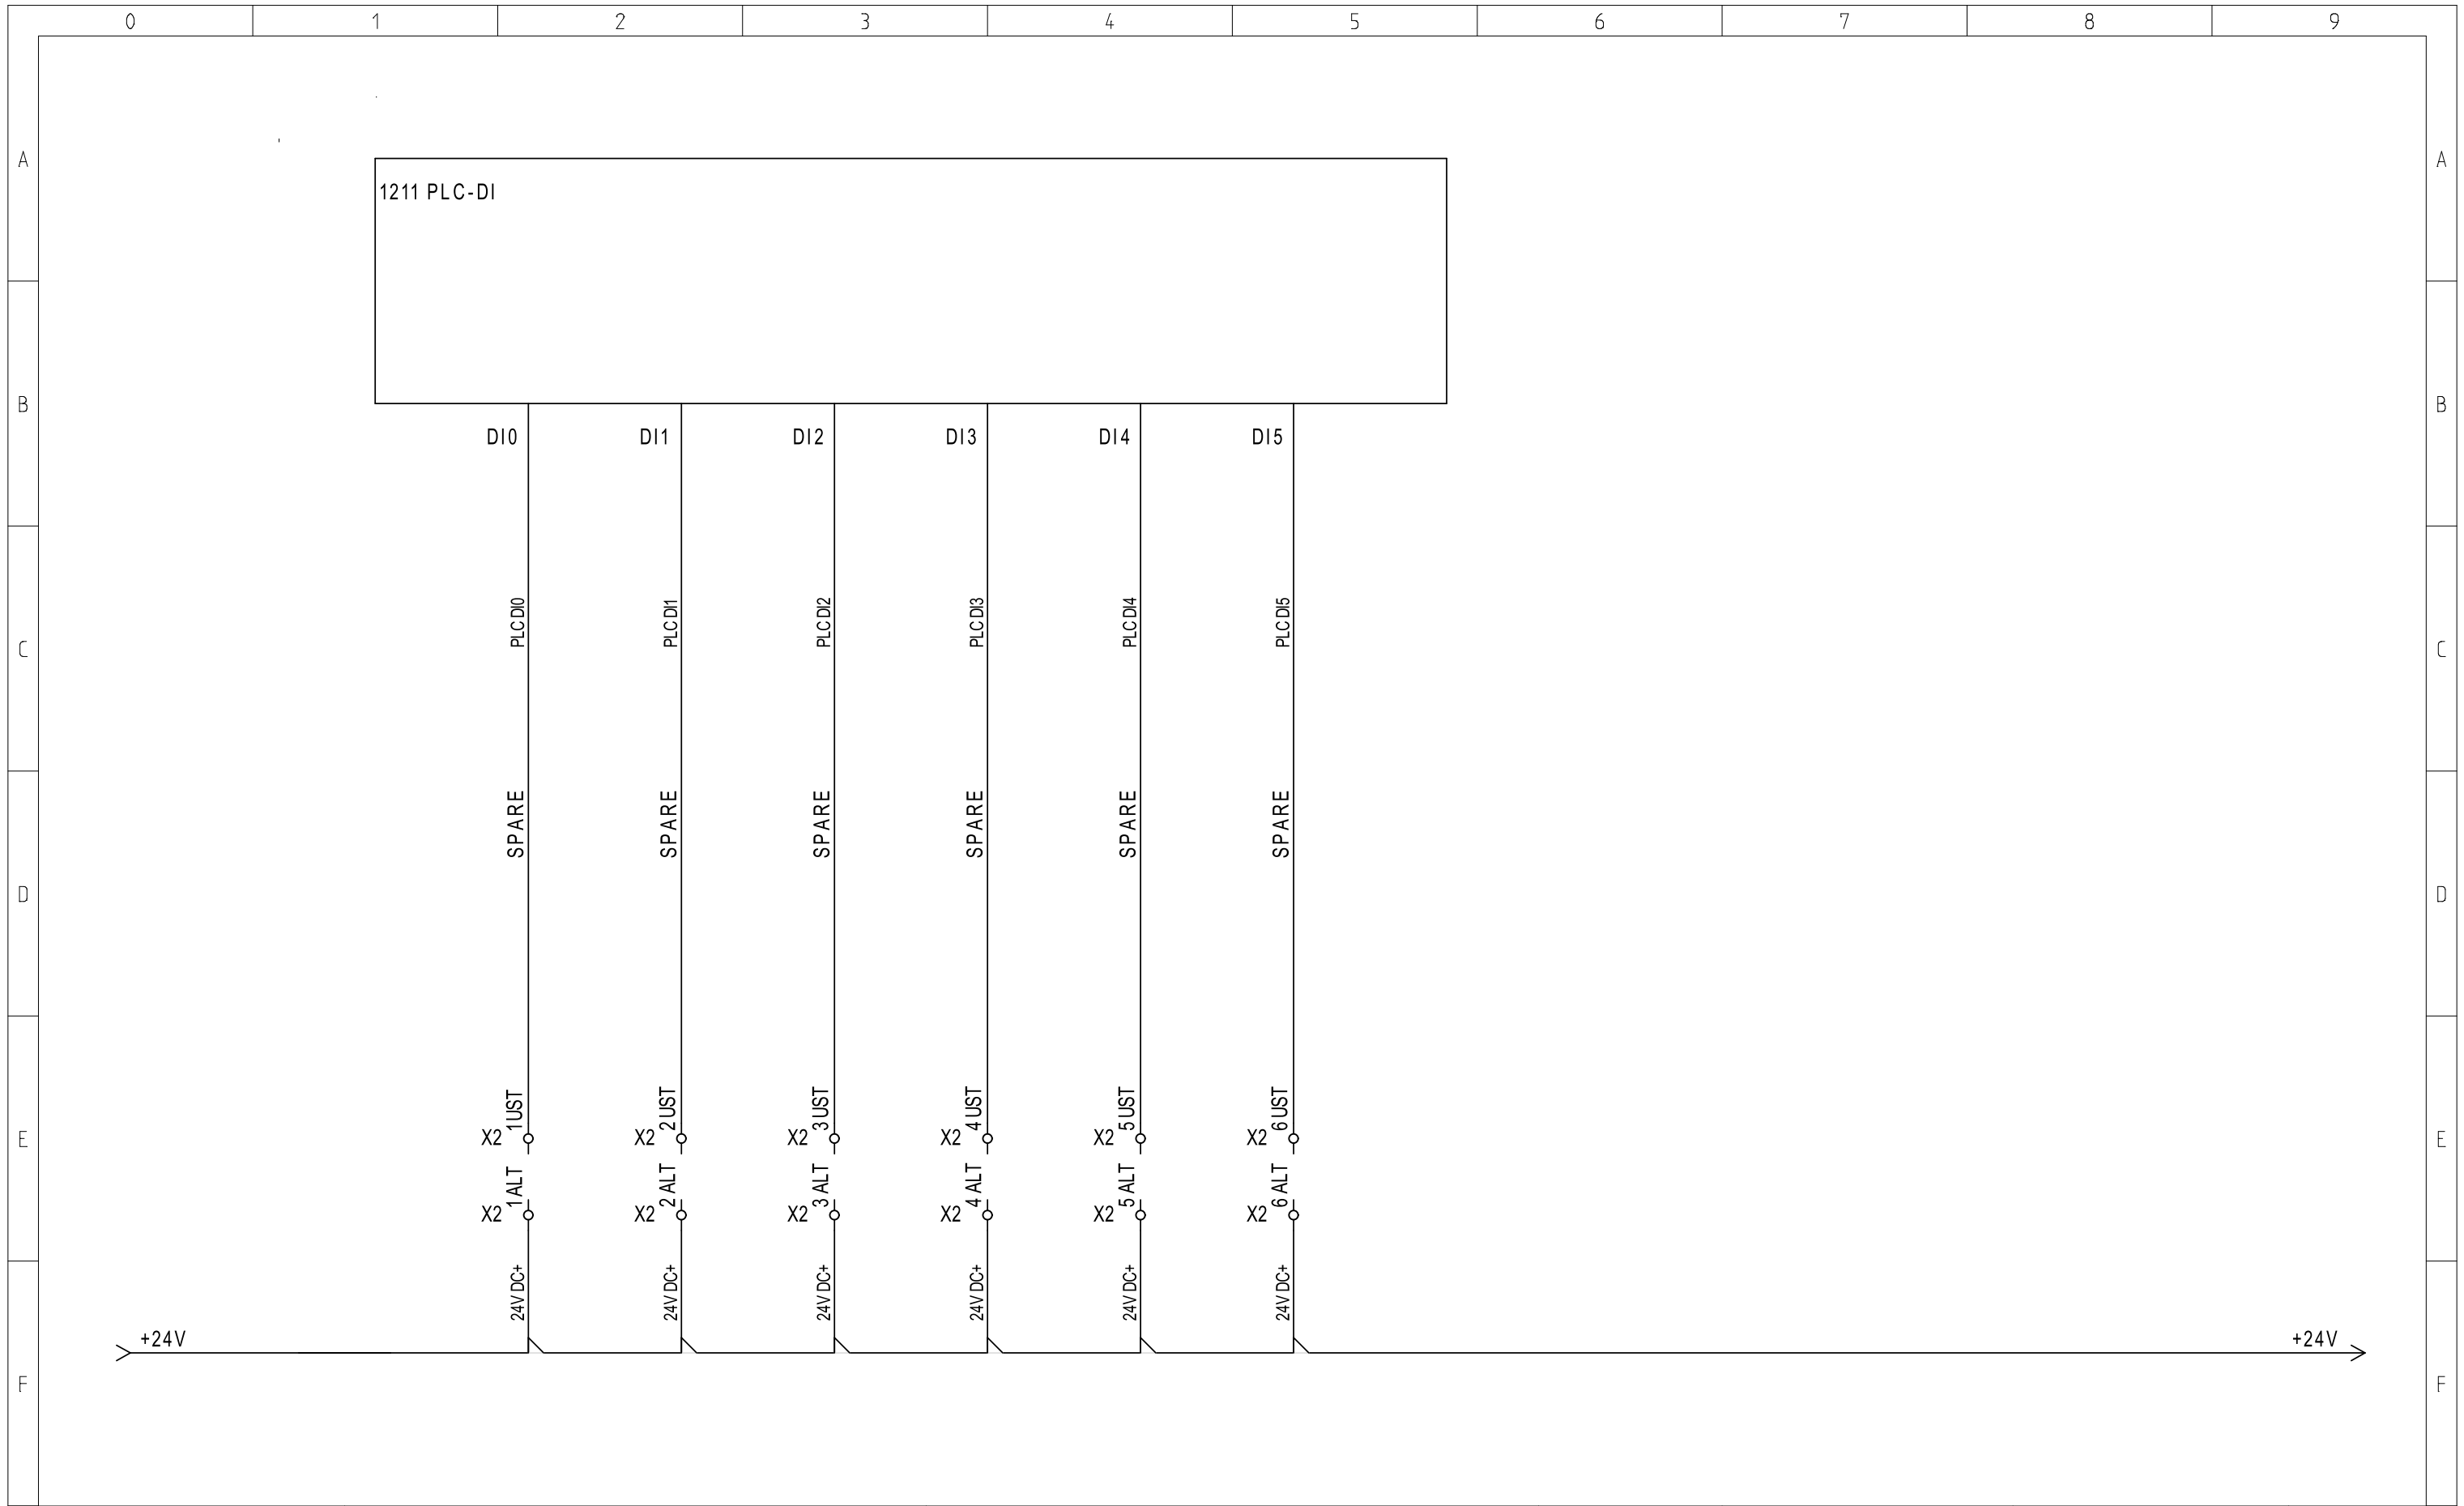 0 1 2 3 4 5 6 7 8 9
A A
1211 PLC-DI
B B
DI0 DI1 DI2 DI3 DI4 DI5
PLCDI0 PLCDI1 PLCDI2 PLCDI3 PLCDI4 PLCDI5
C C
SPARE SPARE SPARE SPARE SPARE SPARE
D D
1UST 2UST 3UST 4UST 5UST 6UST
E X2 X2 X2 X2 X2 X2 E
1ALT 2ALT 3ALT 4ALT 5ALT 6ALT
X2 X2 X2 X2 X2 X2
24VDC+ 24VDC+ 24VDC+ 24VDC+ 24VDC+ 24VDC+
+24V +24V
F F